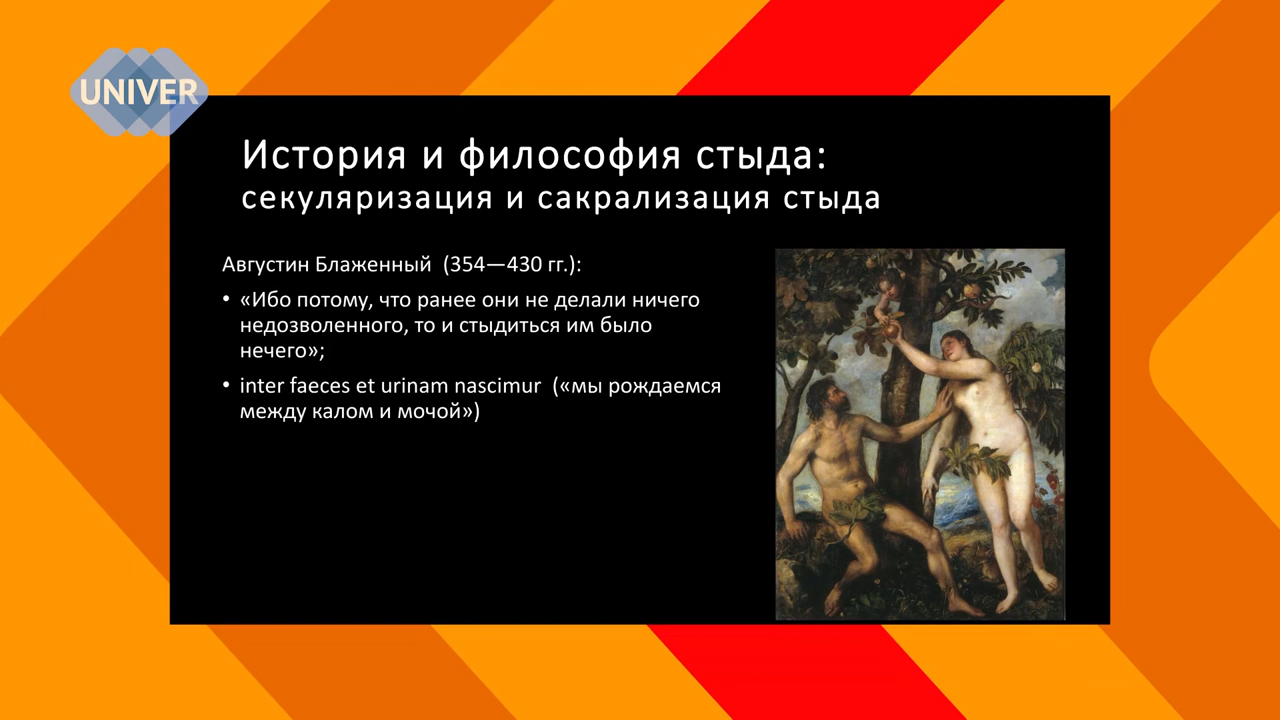 UNIVER
История и философия стыда:
секуляризация и сакрализация стыда
Августин Блаженный (354—430 гг.):
• «Ибо потому, что ранее они не делали ничего
недозволенного, то и стыдиться им было
нечего»;
• inter faeces et urinam nascimur («мы рождаемся
между калом и мочой»)